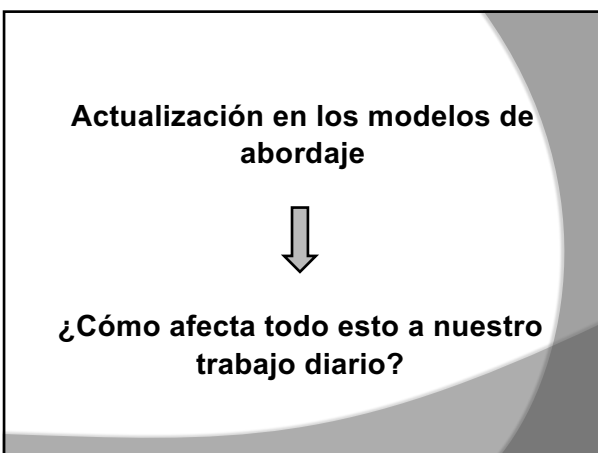 Actualización en los modelos de
abordaje
¿Cómo afecta todo esto a nuestro
trabajo diario?